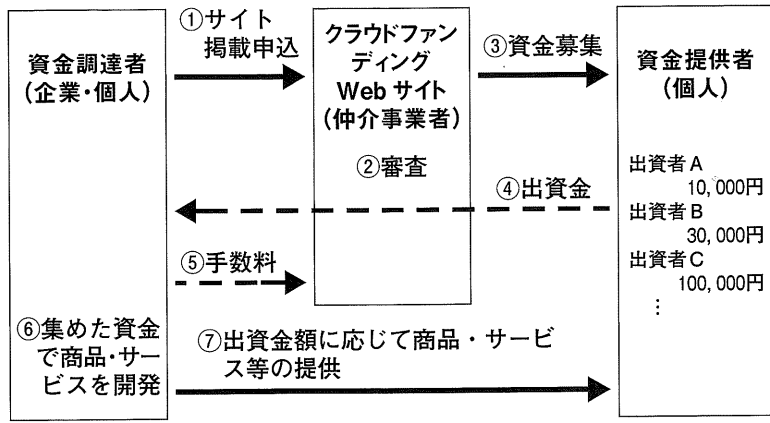 資金調達者
(企業・個人)
①サイト
掲載申込
クラウドファン
ディング
Webサイト
(仲介事業者)
②審査
③資金募集
資金提供者
(個人)
出資者A
10,000円
出資者B
30,000円
出資者C
100,000円
⋮
④出資金
⑤手数料
⑥集めた資金
で商品・サー
ビスを開発
⑦出資金額に応じて商品・サービ
ス等の提供